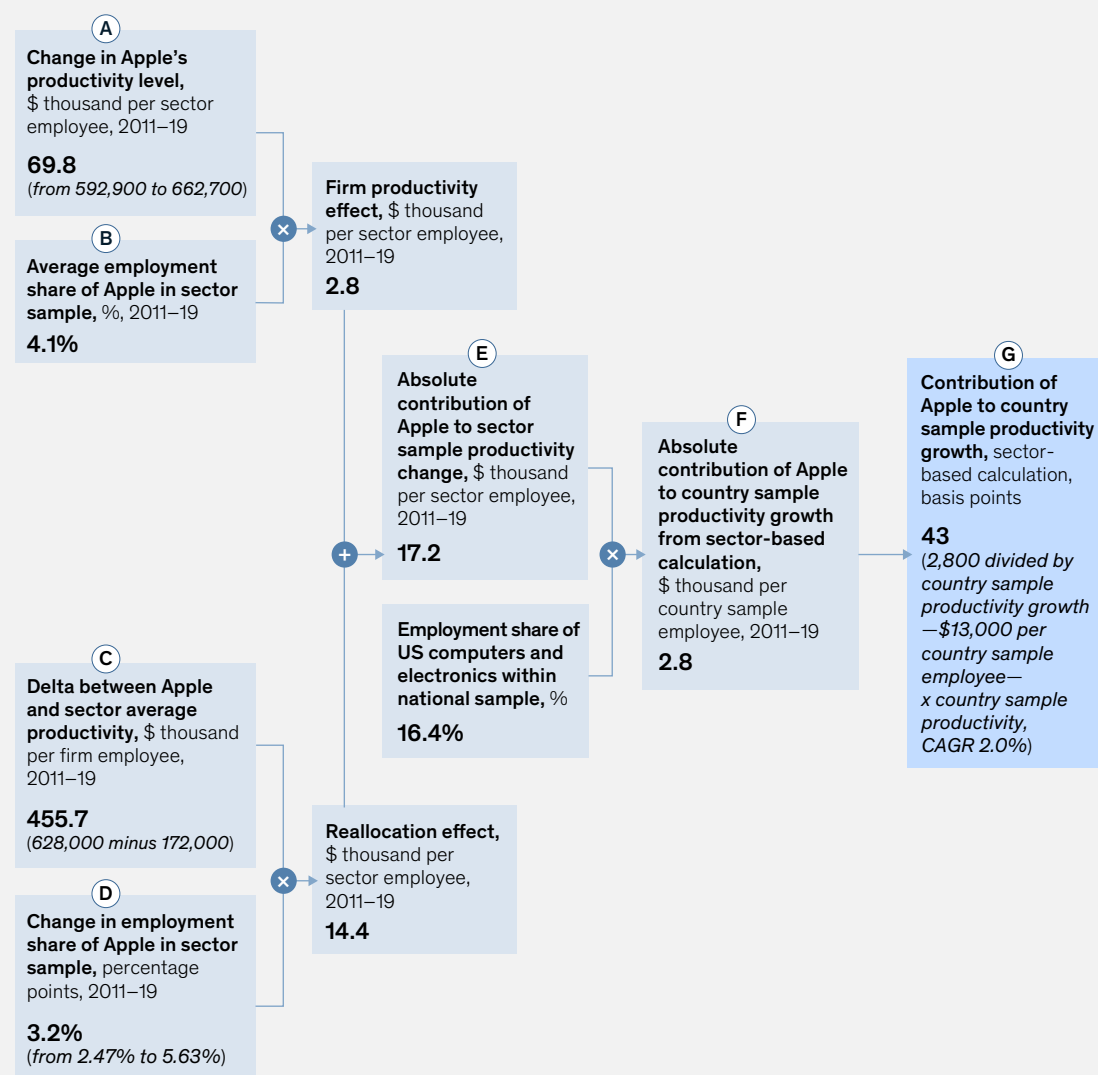 A
Change in Apple’s
productivity level,
$ thousand per sector
employee, 2011–19
69.8
(from 592,900 to 662,700)
B
Average employment
share of Apple in sector
sample, %, 2011–19
4.1%
×
Firm productivity
effect, $ thousand
per sector employee,
2011–19
2.8
C
Delta between Apple
and sector average
productivity, $ thousand
per firm employee,
2011–19
455.7
(628,000 minus 172,000)
D
Change in employment
share of Apple in sector
sample, percentage
points, 2011–19
3.2%
(from 2.47% to 5.63%)
×
Reallocation effect,
$ thousand per
sector employee,
2011–19
14.4
+
E
Absolute
contribution of
Apple to sector
sample productivity
change, $ thousand
per sector employee,
2011–19
17.2
Employment share of
US computers and
electronics within
national sample, %
16.4%
×
F
Absolute
contribution of Apple
to country sample
productivity growth
from sector-based
calculation,
$ thousand per
country sample
employee, 2011–19
2.8
G
Contribution of
Apple to country
sample productivity
growth, sector-
based calculation,
basis points
43
(2,800 divided by
country sample
productivity growth
—$13,000 per
country sample
employee—
x country sample
productivity,
CAGR 2.0%)